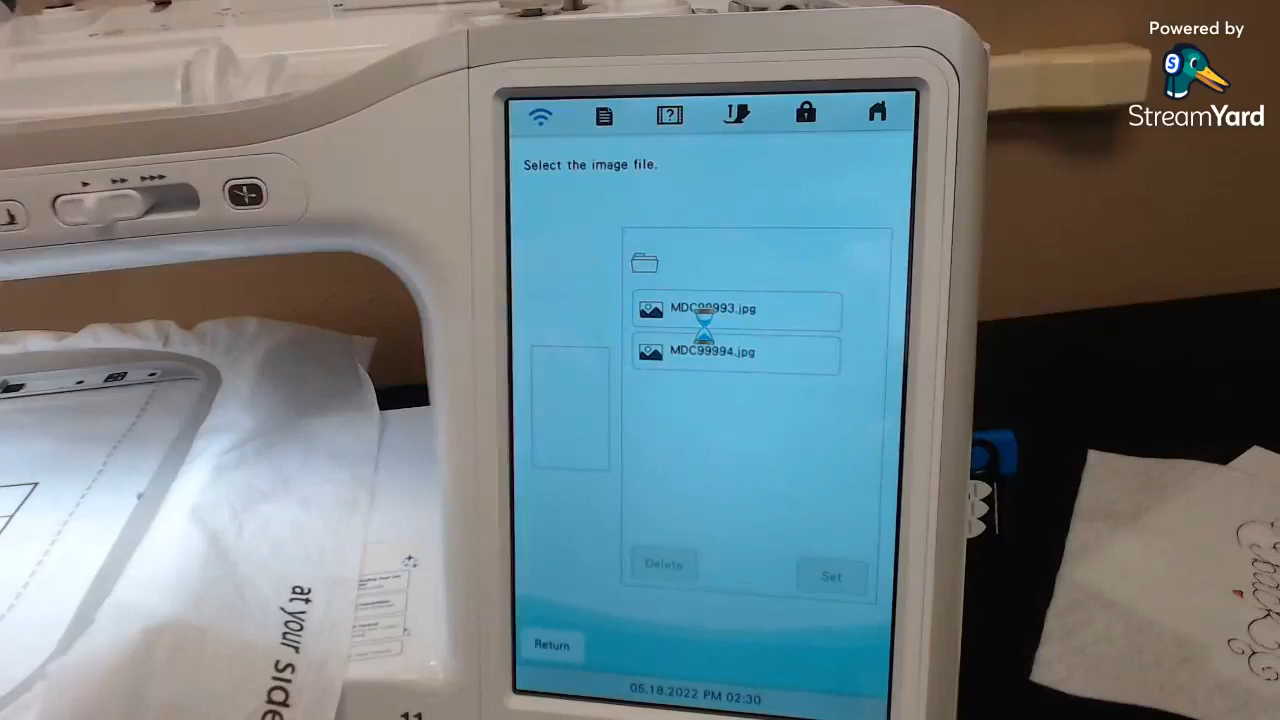 Powered by
StreamYard
Select the image file.
MDC99993.jpg
MDC99994.jpg
Delete
Set
Return
05.18.2022 PM 02:30
at your side
11